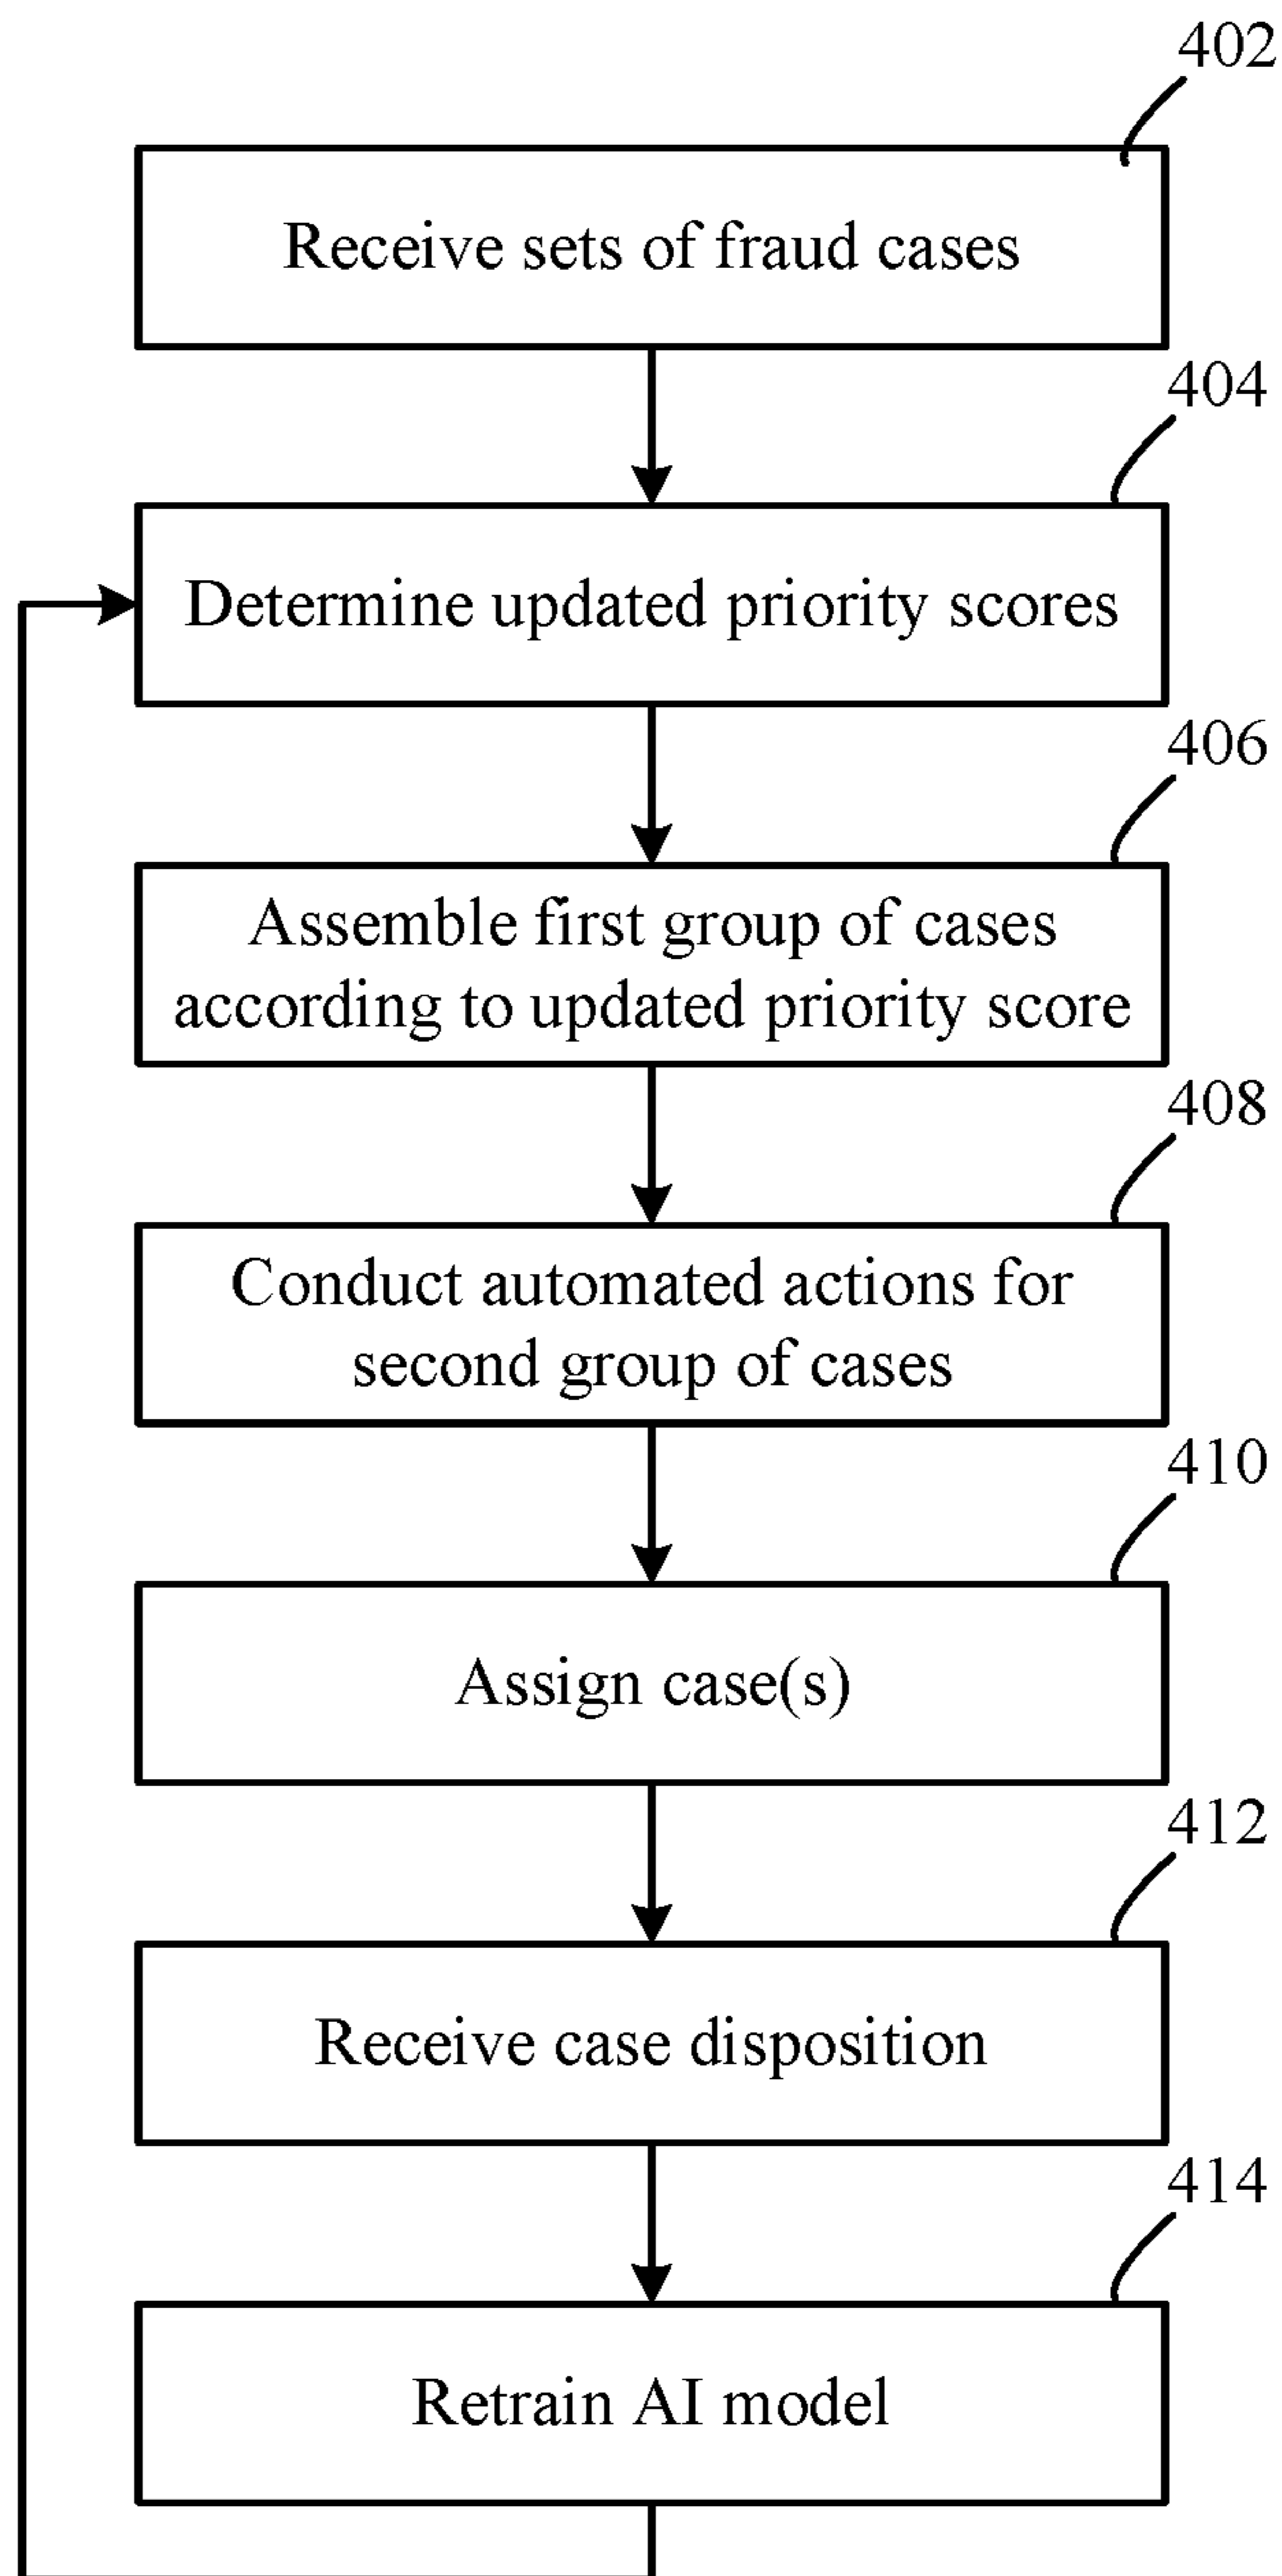 402
Receive sets of fraud cases
404
Determine updated priority scores
406
Assemble first group of cases
according to updated priority score
408
Conduct automated actions for
second group of cases
410
Assign case(s)
412
Receive case disposition
414
Retrain AI model